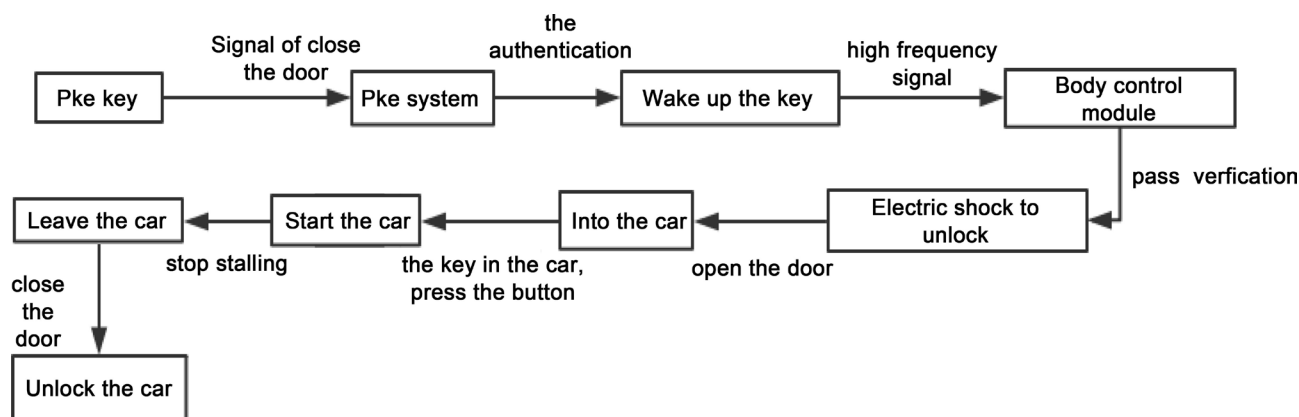 Pke key
Signal of close
the door
Pke system
the
authentication
Wake up the key
high frequency
signal
Body control
module
pass verfication
Electric shock to
unlock
open the door
Into the car
the key in the car,
press the button
Start the car
stop stalling
Leave the car
close
the
door
Unlock the car